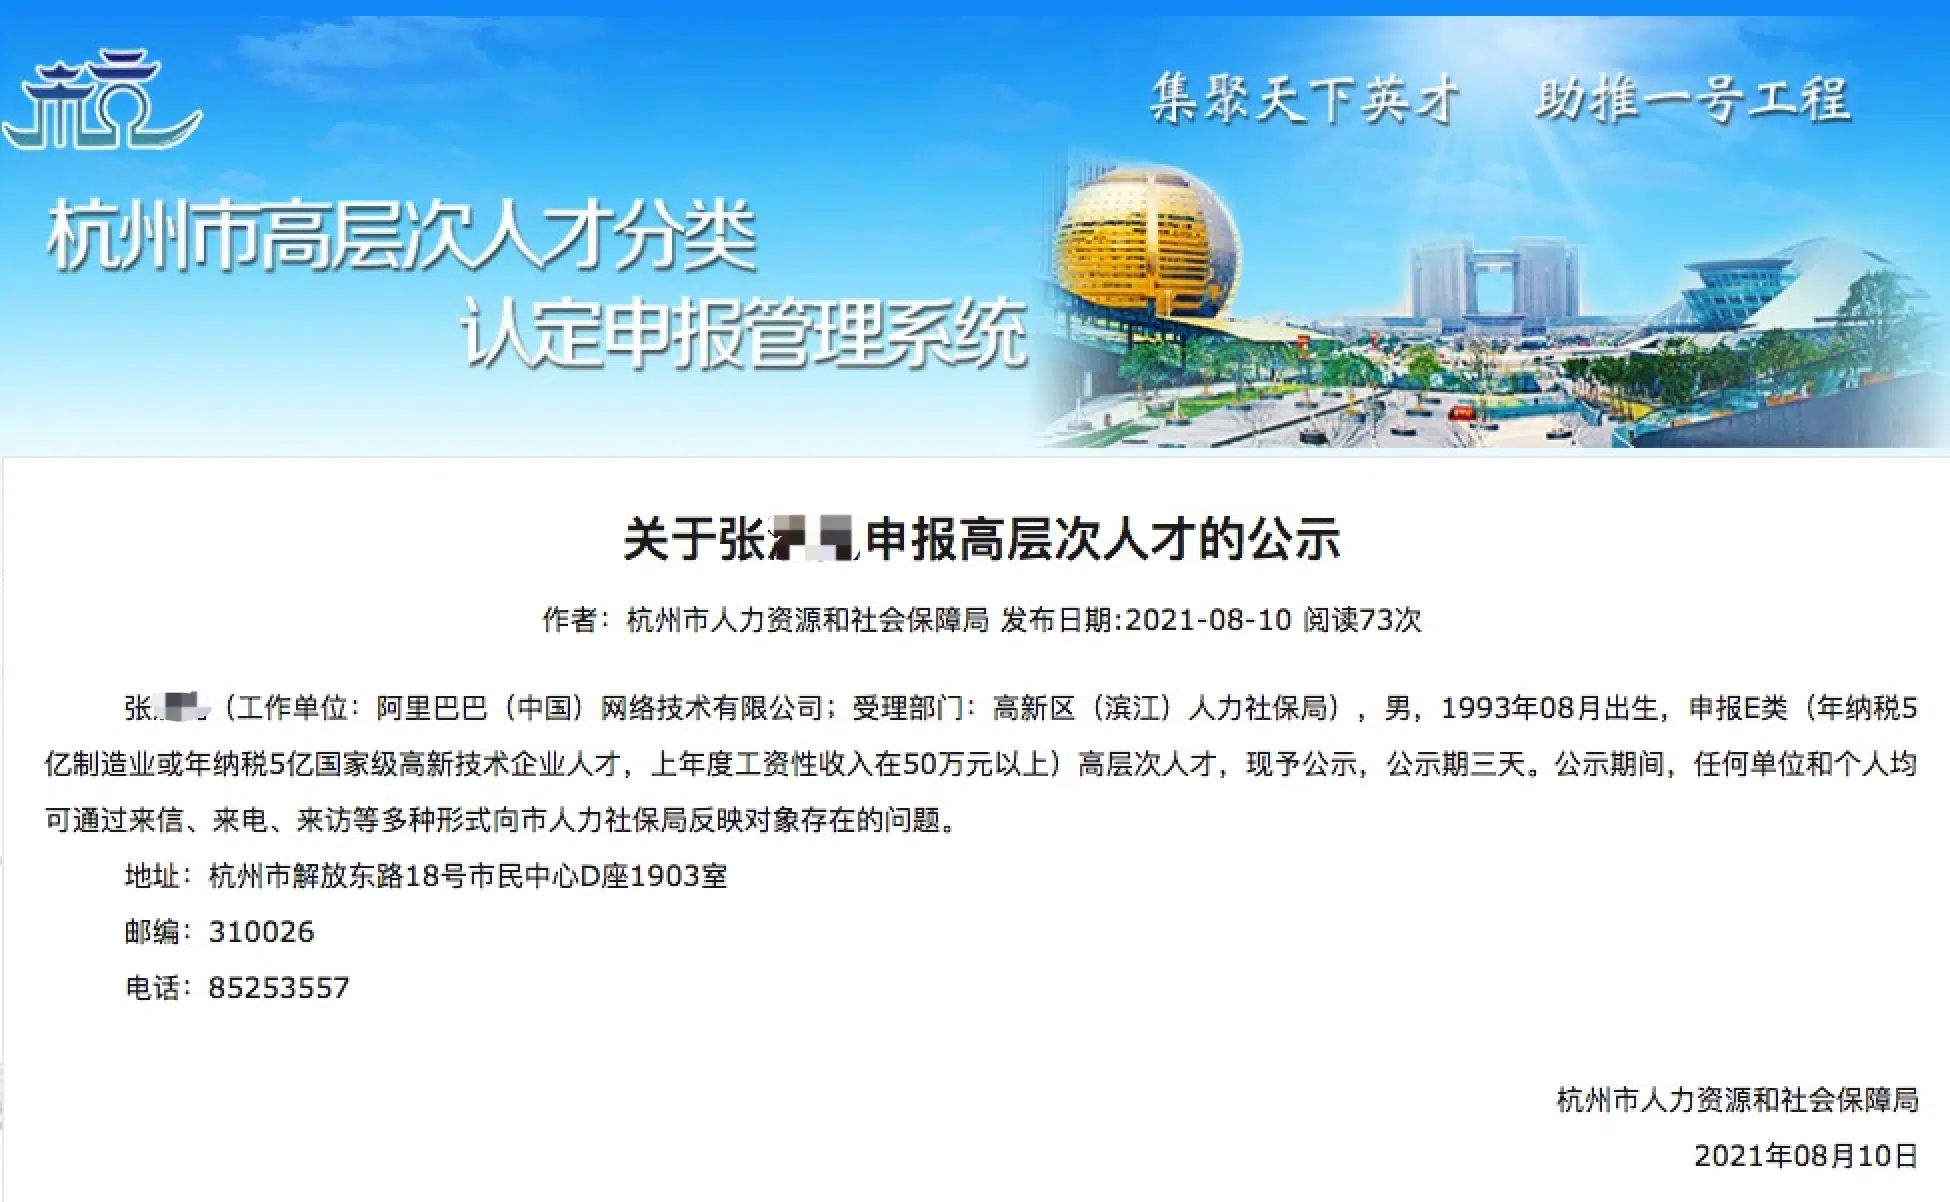 集聚天下英才 助推一号工程
杭州市高层次人才分类
认定申报管理系统
关于张 申报高层次人才的公示
作者：杭州市人力资源和社会保障局 发布日期:2021-08-10 阅读73次
张 （工作单位：阿里巴巴（中国）网络技术有限公司；受理部门：高新区（滨江）人力社保局），男，1993年08月出生，申报E类（年纳税5
亿制造业或年纳税5亿国家级高新技术企业人才，上年度工资性收入在50万元以上）高层次人才，现予公示，公示期三天。公示期间，任何单位和个人均
可通过来信、来电、来访等多种形式向市人力社保局反映对象存在的问题。
地址：杭州市解放东路18号市民中心D座1903室
邮编：310026
电话：85253557
杭州市人力资源和社会保障局
2021年08月10日